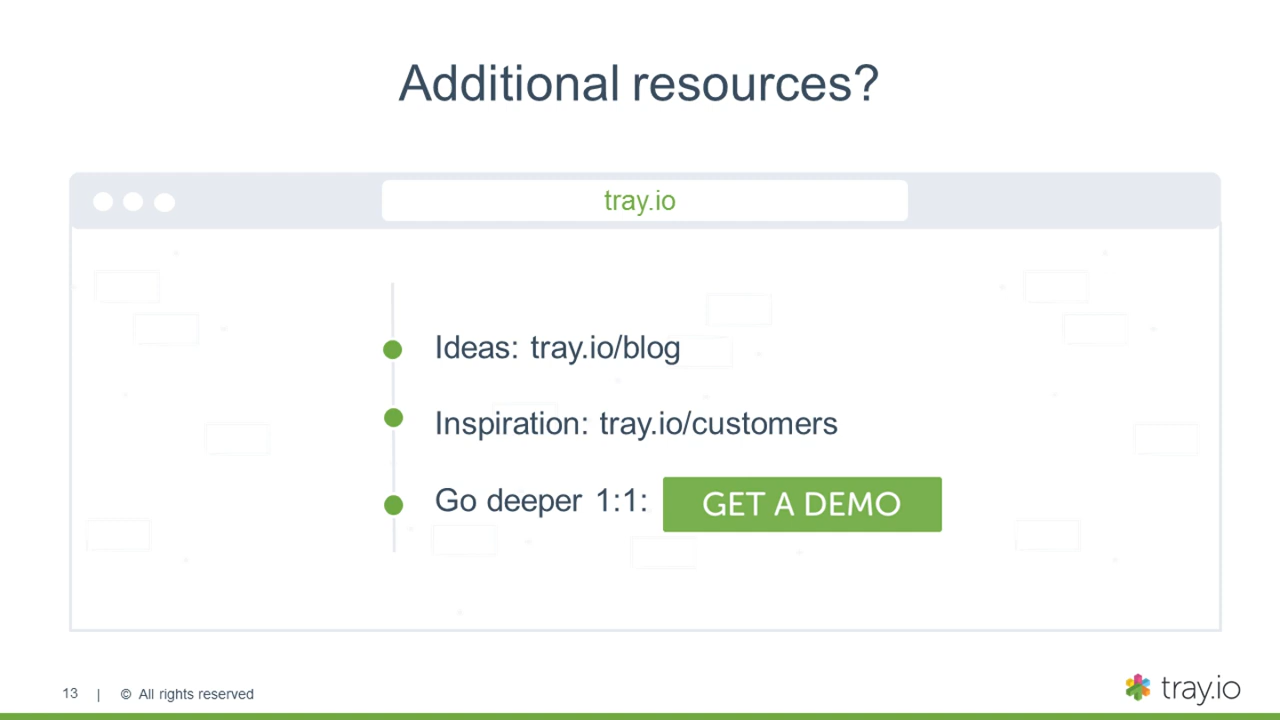 Additional resources?
tray.io
Ideas: tray.io/blog
Inspiration: tray.io/customers
Go deeper 1:1: GET A DEMO
13 | © All rights reserved
tray.io